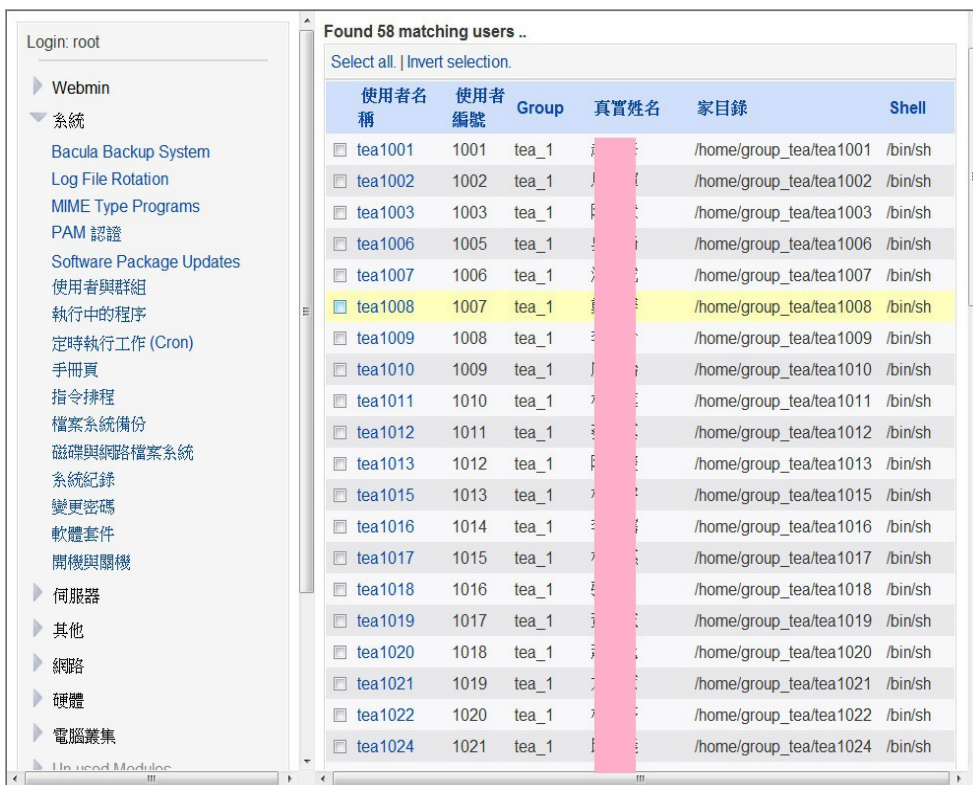 Login: root
Webmin
系統
Bacula Backup System
Log File Rotation
MIME Type Programs
PAM 認證
Software Package Updates
使用者與群組
執行中的程序
定時執行工作 (Cron)
手冊頁
指令排程
檔案系統備份
磁碟與網路檔案系統
系統紀錄
變更密碼
軟體套件
開機與關機
伺服器
其他
網路
硬體
電腦叢集
Un-used Modules
Found 58 matching users ..
Select all. | Invert selection.
使用者名稱 使用者編號 Group 真實姓名 家目錄 Shell
tea1001 1001 tea_1 /home/group_tea/tea1001 /bin/sh
tea1002 1002 tea_1 /home/group_tea/tea1002 /bin/sh
tea1003 1003 tea_1 /home/group_tea/tea1003 /bin/sh
tea1006 1005 tea_1 /home/group_tea/tea1006 /bin/sh
tea1007 1006 tea_1 /home/group_tea/tea1007 /bin/sh
tea1008 1007 tea_1 /home/group_tea/tea1008 /bin/sh
tea1009 1008 tea_1 /home/group_tea/tea1009 /bin/sh
tea1010 1009 tea_1 /home/group_tea/tea1010 /bin/sh
tea1011 1010 tea_1 /home/group_tea/tea1011 /bin/sh
tea1012 1011 tea_1 /home/group_tea/tea1012 /bin/sh
tea1013 1012 tea_1 /home/group_tea/tea1013 /bin/sh
tea1015 1013 tea_1 /home/group_tea/tea1015 /bin/sh
tea1016 1014 tea_1 /home/group_tea/tea1016 /bin/sh
tea1017 1015 tea_1 /home/group_tea/tea1017 /bin/sh
tea1018 1016 tea_1 /home/group_tea/tea1018 /bin/sh
tea1019 1017 tea_1 /home/group_tea/tea1019 /bin/sh
tea1020 1018 tea_1 /home/group_tea/tea1020 /bin/sh
tea1021 1019 tea_1 /home/group_tea/tea1021 /bin/sh
tea1022 1020 tea_1 /home/group_tea/tea1022 /bin/sh
tea1024 1021 tea_1 /home/group_tea/tea1024 /bin/sh